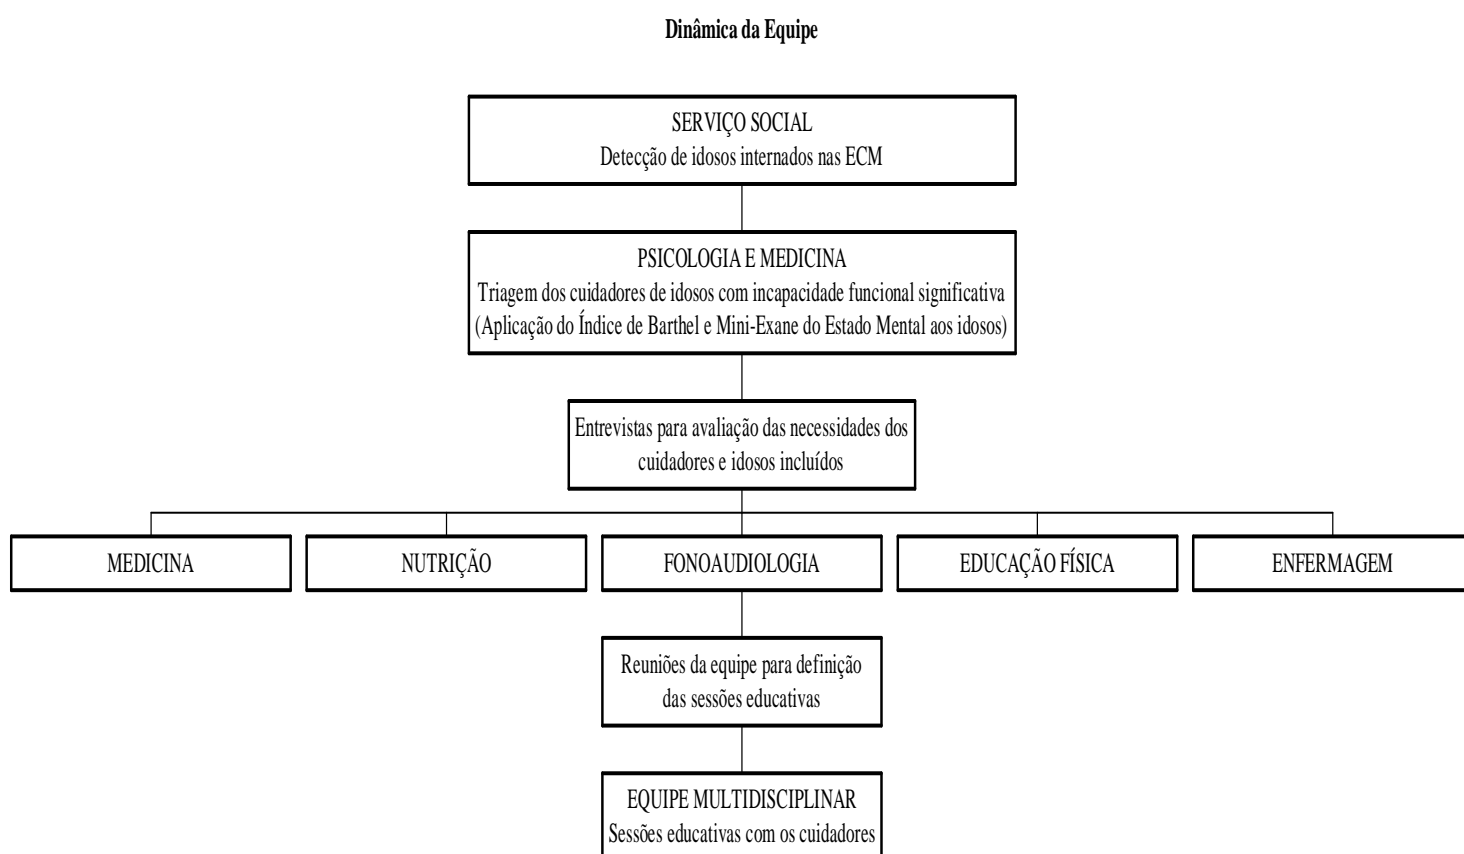 Dinâmica da Equipe
SERVIÇO SOCIAL
Detecção de idosos internados nas ECM
PSICOLOGIA E MEDICINA
Triagem dos cuidadores de idosos com incapacidade funcional significativa
(Aplicação do Índice de Barthel e Mini-Exane do Estado Mental aos idosos)
Entrevistas para avaliação das necessidades dos
cuidadores e idosos incluídos
MEDICINA
NUTRIÇÃO
FONOAUDIOLOGIA
EDUCAÇÃO FÍSICA
ENFERMAGEM
Reuniões da equipe para definição
das sessões educativas
EQUIPE MULTIDISCIPLINAR
Sessões educativas com os cuidadores